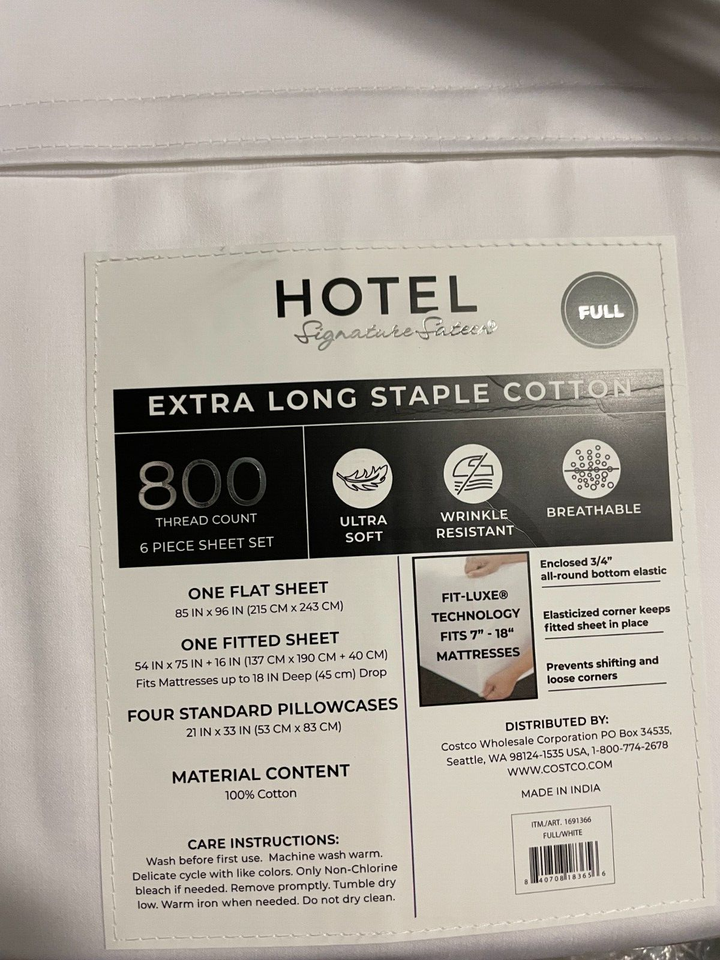 HOTEL
Signature Sateen®
FULL
EXTRA LONG STAPLE COTTON
800
THREAD COUNT
6 PIECE SHEET SET
ULTRA
SOFT
WRINKLE
RESISTANT
BREATHABLE
ONE FLAT SHEET
85 IN x 96 IN (215 CM x 243 CM)
ONE FITTED SHEET
54 IN x 75 IN + 16 IN (137 CM x 190 CM + 40 CM)
Fits Mattresses up to 18 IN Deep (45 cm) Drop
FOUR STANDARD PILLOWCASES
21 IN x 33 IN (53 CM x 83 CM)
MATERIAL CONTENT
100% Cotton
CARE INSTRUCTIONS:
Wash before first use. Machine wash warm.
Delicate cycle with like colors. Only Non-Chlorine
bleach if needed. Remove promptly. Tumble dry
low. Warm iron when needed. Do not dry clean.
FIT-LUXE®
TECHNOLOGY
FITS 7" - 18"
MATTRESSES
Enclosed 3/4"
all-round bottom elastic
Elasticized corner keeps
fitted sheet in place
Prevents shifting and
loose corners
DISTRIBUTED BY:
Costco Wholesale Corporation PO Box 34535,
Seattle, WA 98124-1535 USA, 1-800-774-2678
WWW.COSTCO.COM
MADE IN INDIA
ITM./ART. 1691366
FULL/WHITE
8 40708 18365 6